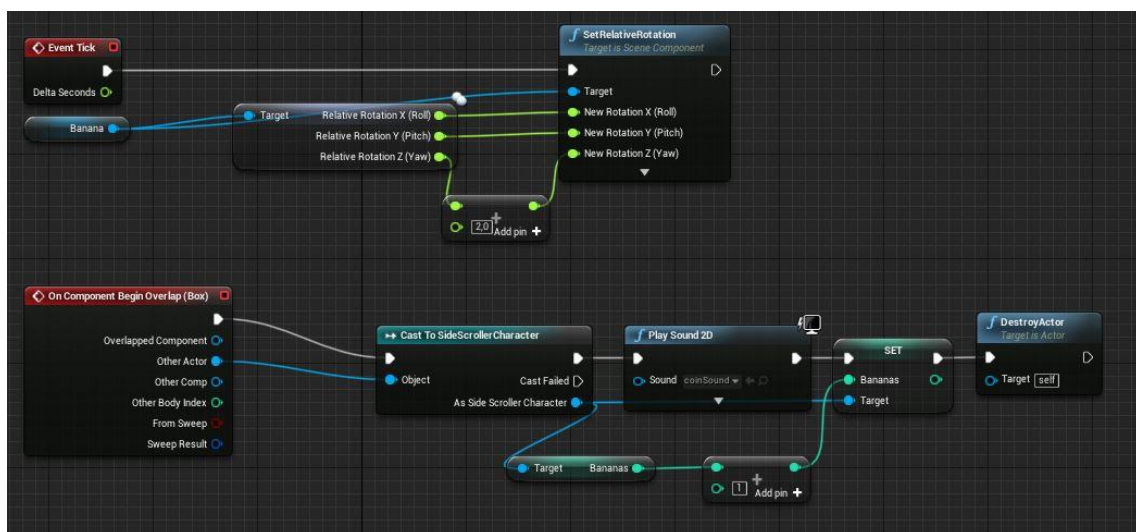 Event Tick
Delta Seconds
Banana
Target
Relative Rotation X (Roll)
Relative Rotation Y (Pitch)
Relative Rotation Z (Yaw)
2,0
Add pin +
f SetRelativeRotation
Target is Scene Component
Target
New Rotation X (Roll)
New Rotation Y (Pitch)
New Rotation Z (Yaw)
On Component Begin Overlap (Box)
Overlapped Component
Other Actor
Other Comp
Other Body Index
From Sweep
Sweep Result
Cast To SideScrollerCharacter
Object
Cast Failed
As Side Scroller Character
Target
Bananas
f Play Sound 2D
Sound coinSound
1
Add pin +
SET
Bananas
Target
f DestroyActor
Target is Actor
Target self